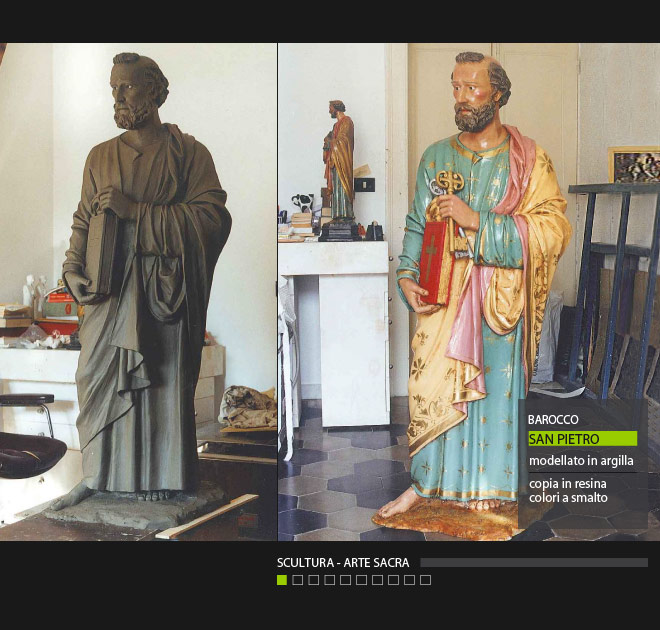 BAROCCO
SAN PIETRO
modellato in argilla
copia in resina
colori a smalto
SCULTURA - ARTE SACRA